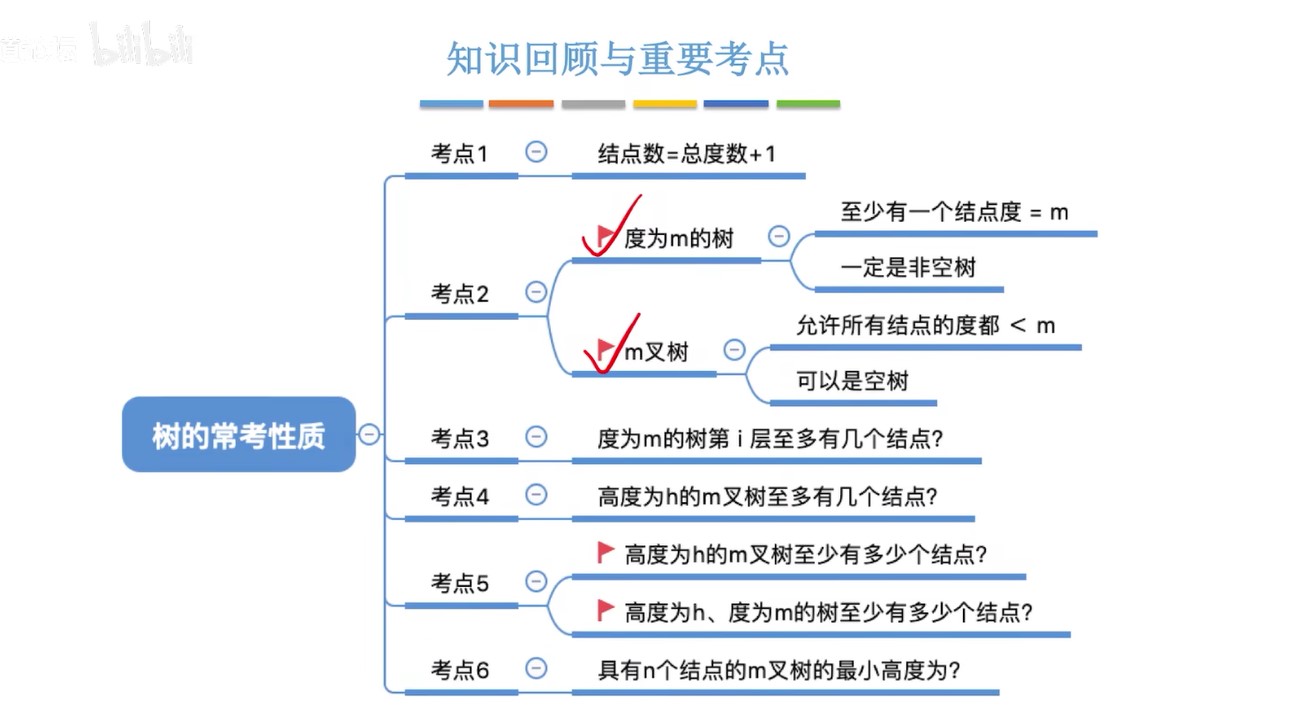 bilibili
知识回顾与重要考点
树的常考性质
考点1
结点数=总度数+1
考点2
度为m的树
至少有一个结点度 = m
一定是非空树
m叉树
允许所有结点的度都 < m
可以是空树
考点3
度为m的树第 i 层至多有几个结点?
考点4
高度为h的m叉树至多有几个结点?
考点5
高度为h的m叉树至少有多少个结点?
高度为h、度为m的树至少有多少个结点?
考点6
具有n个结点的m叉树的最小高度为?